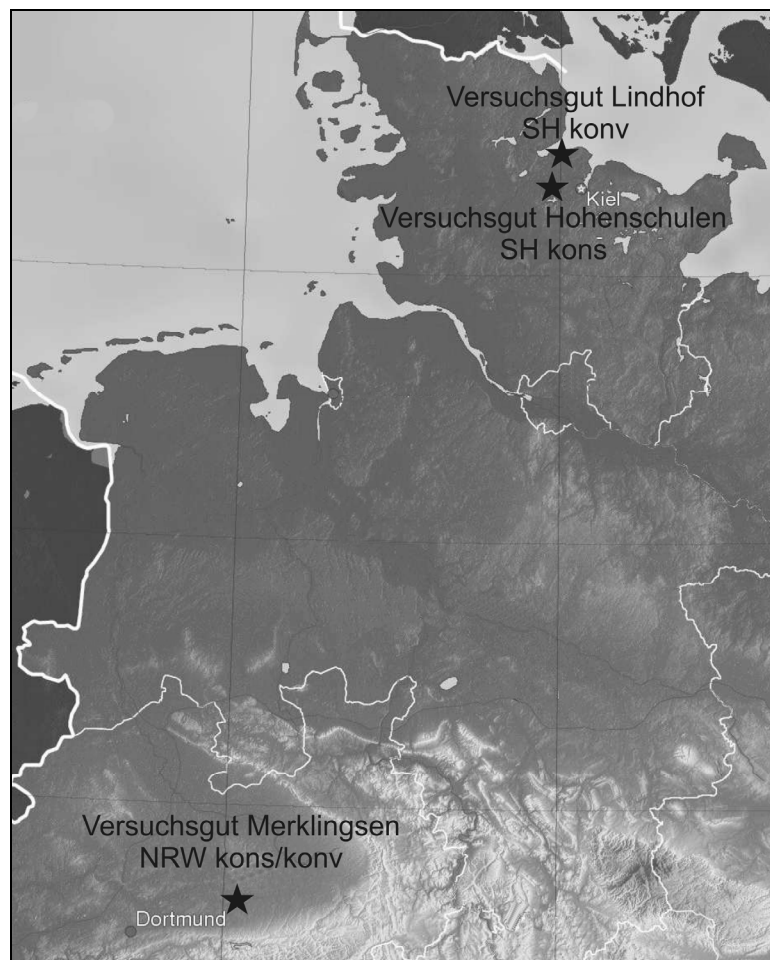 Versuchsgut Lindhof
SH konv
Kiel
Versuchsgut Hohenschulen
SH kons
Versuchsgut Merklingsen
NRW kons/konv
Dortmund